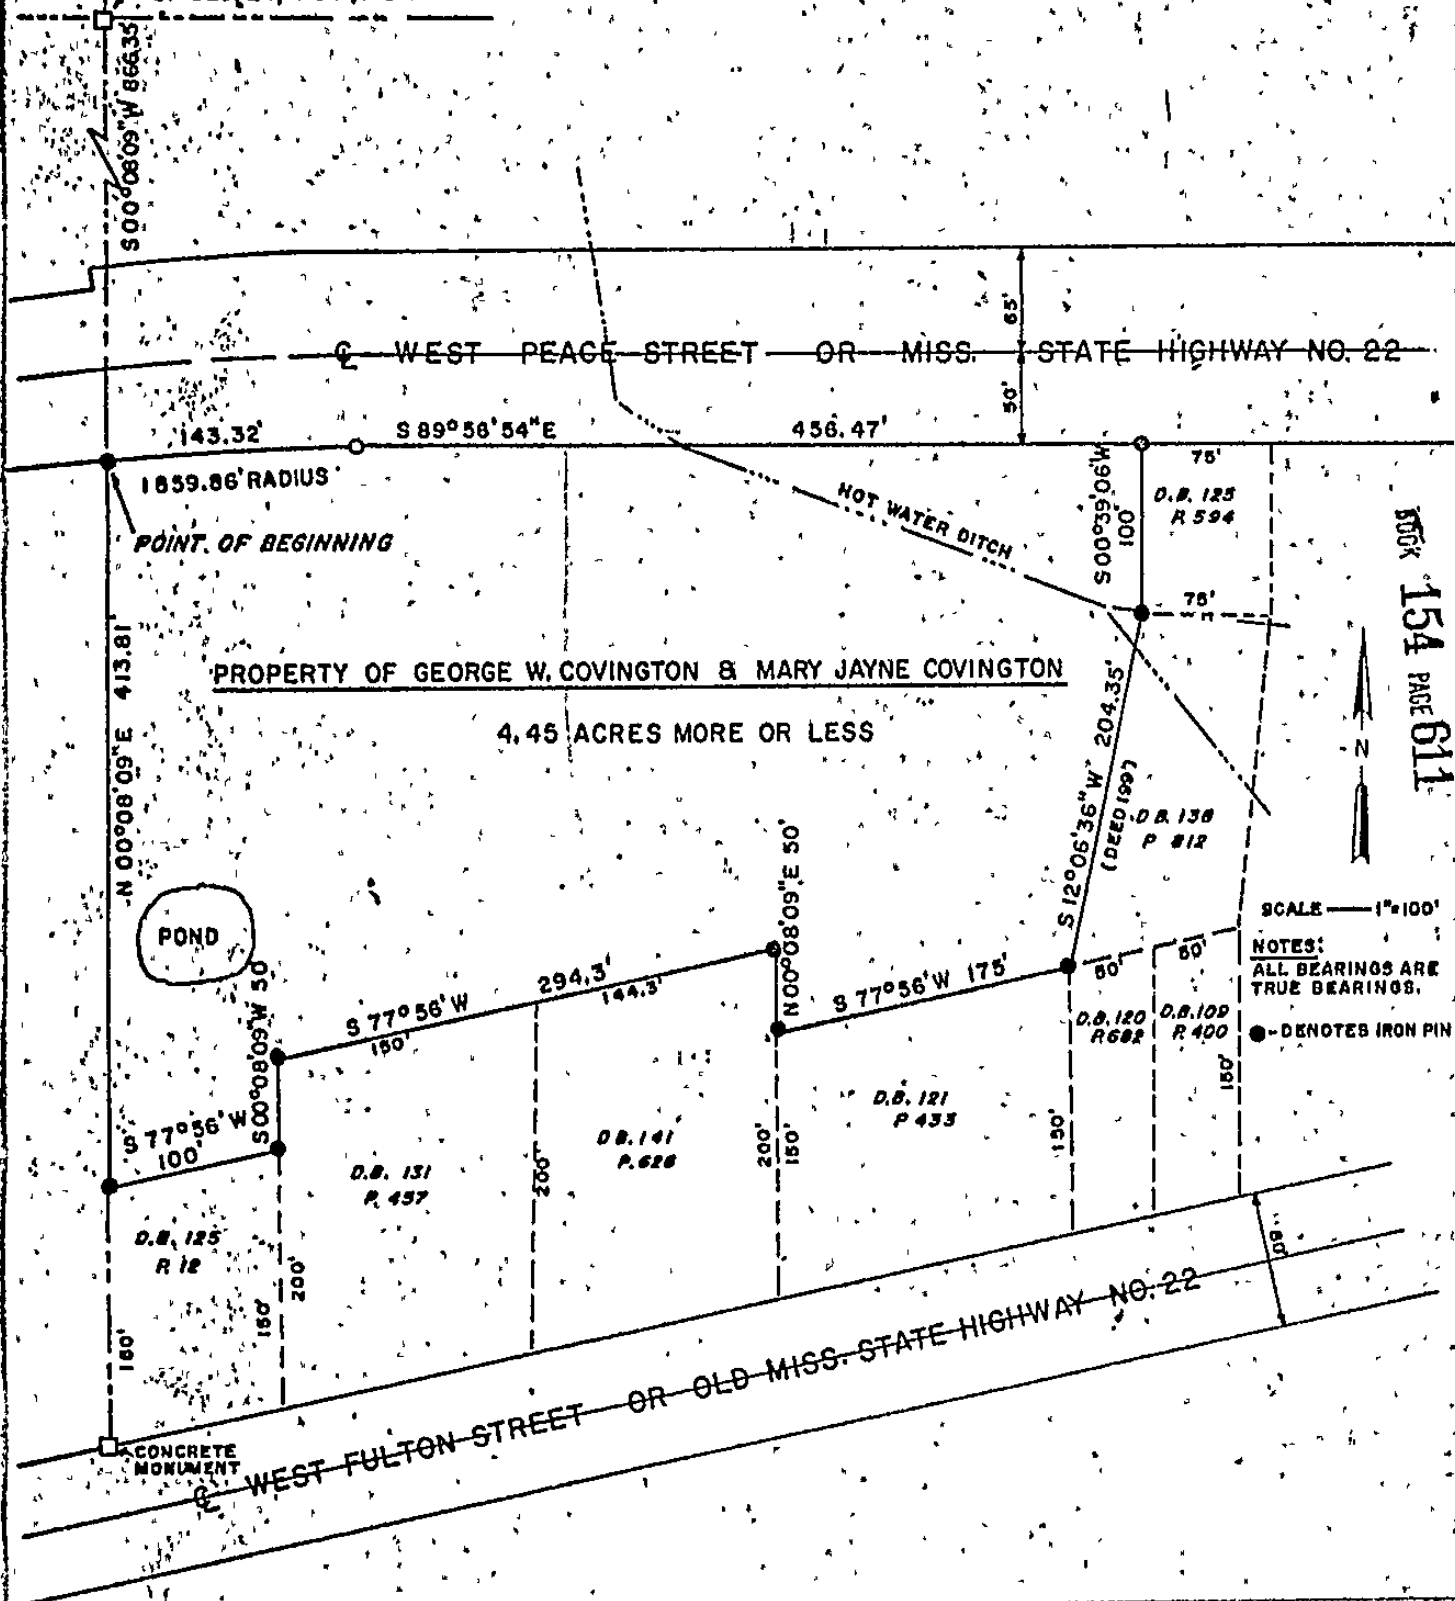 S00°08'09"W 866.35'
65'
℄ WEST PEACE STREET OR MISS. STATE HIGHWAY NO. 22
50'
143.32'
S 89°56'54"E
456.47'
1859.86' RADIUS
POINT. OF BEGINNING
HOT WATER DITCH
S00°39'06"W
100'
75'
D.B. 125
P. 594
75'
BOOK 154 PAGE 611
N 00°08'09"E 413.81'
PROPERTY OF GEORGE W. COVINGTON & MARY JAYNE COVINGTON
4.45 ACRES MORE OR LESS
S 12°06'36"W 204.35'
(DEED 199')
D.B. 138
P 812
N
SCALE 1"=100'
NOTES:
ALL BEARINGS ARE
TRUE BEARINGS.
●-DENOTES IRON PIN
POND
S00°08'09"W 50'
S 77°56'W
294.3'
150'
144.3'
N00°08'09"E 50'
S 77°56'W 175'
50'
50'
D.B. 120
P. 682
D.B. 109
P. 400
150'
S 77°56'W
100'
D.B. 131
P. 457
D.B. 141
P. 628
D.B. 121
P 433
200'
200'
150'
150'
D.B. 125
P. 12
150'
200'
150'
80'
CONCRETE
MONUMENT
℄ WEST FULTON STREET OR OLD MISS. STATE HIGHWAY NO. 22